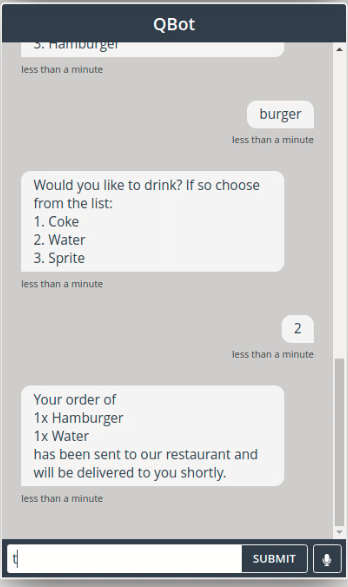 QBot
3. Hamburger
less than a minute
burger
less than a minute
Would you like to drink? If so choose
from the list:
1. Coke
2. Water
3. Sprite
less than a minute
2
less than a minute
Your order of
1x Hamburger
1x Water
has been sent to our restaurant and
will be delivered to you shortly.
less than a minute
t
SUBMIT